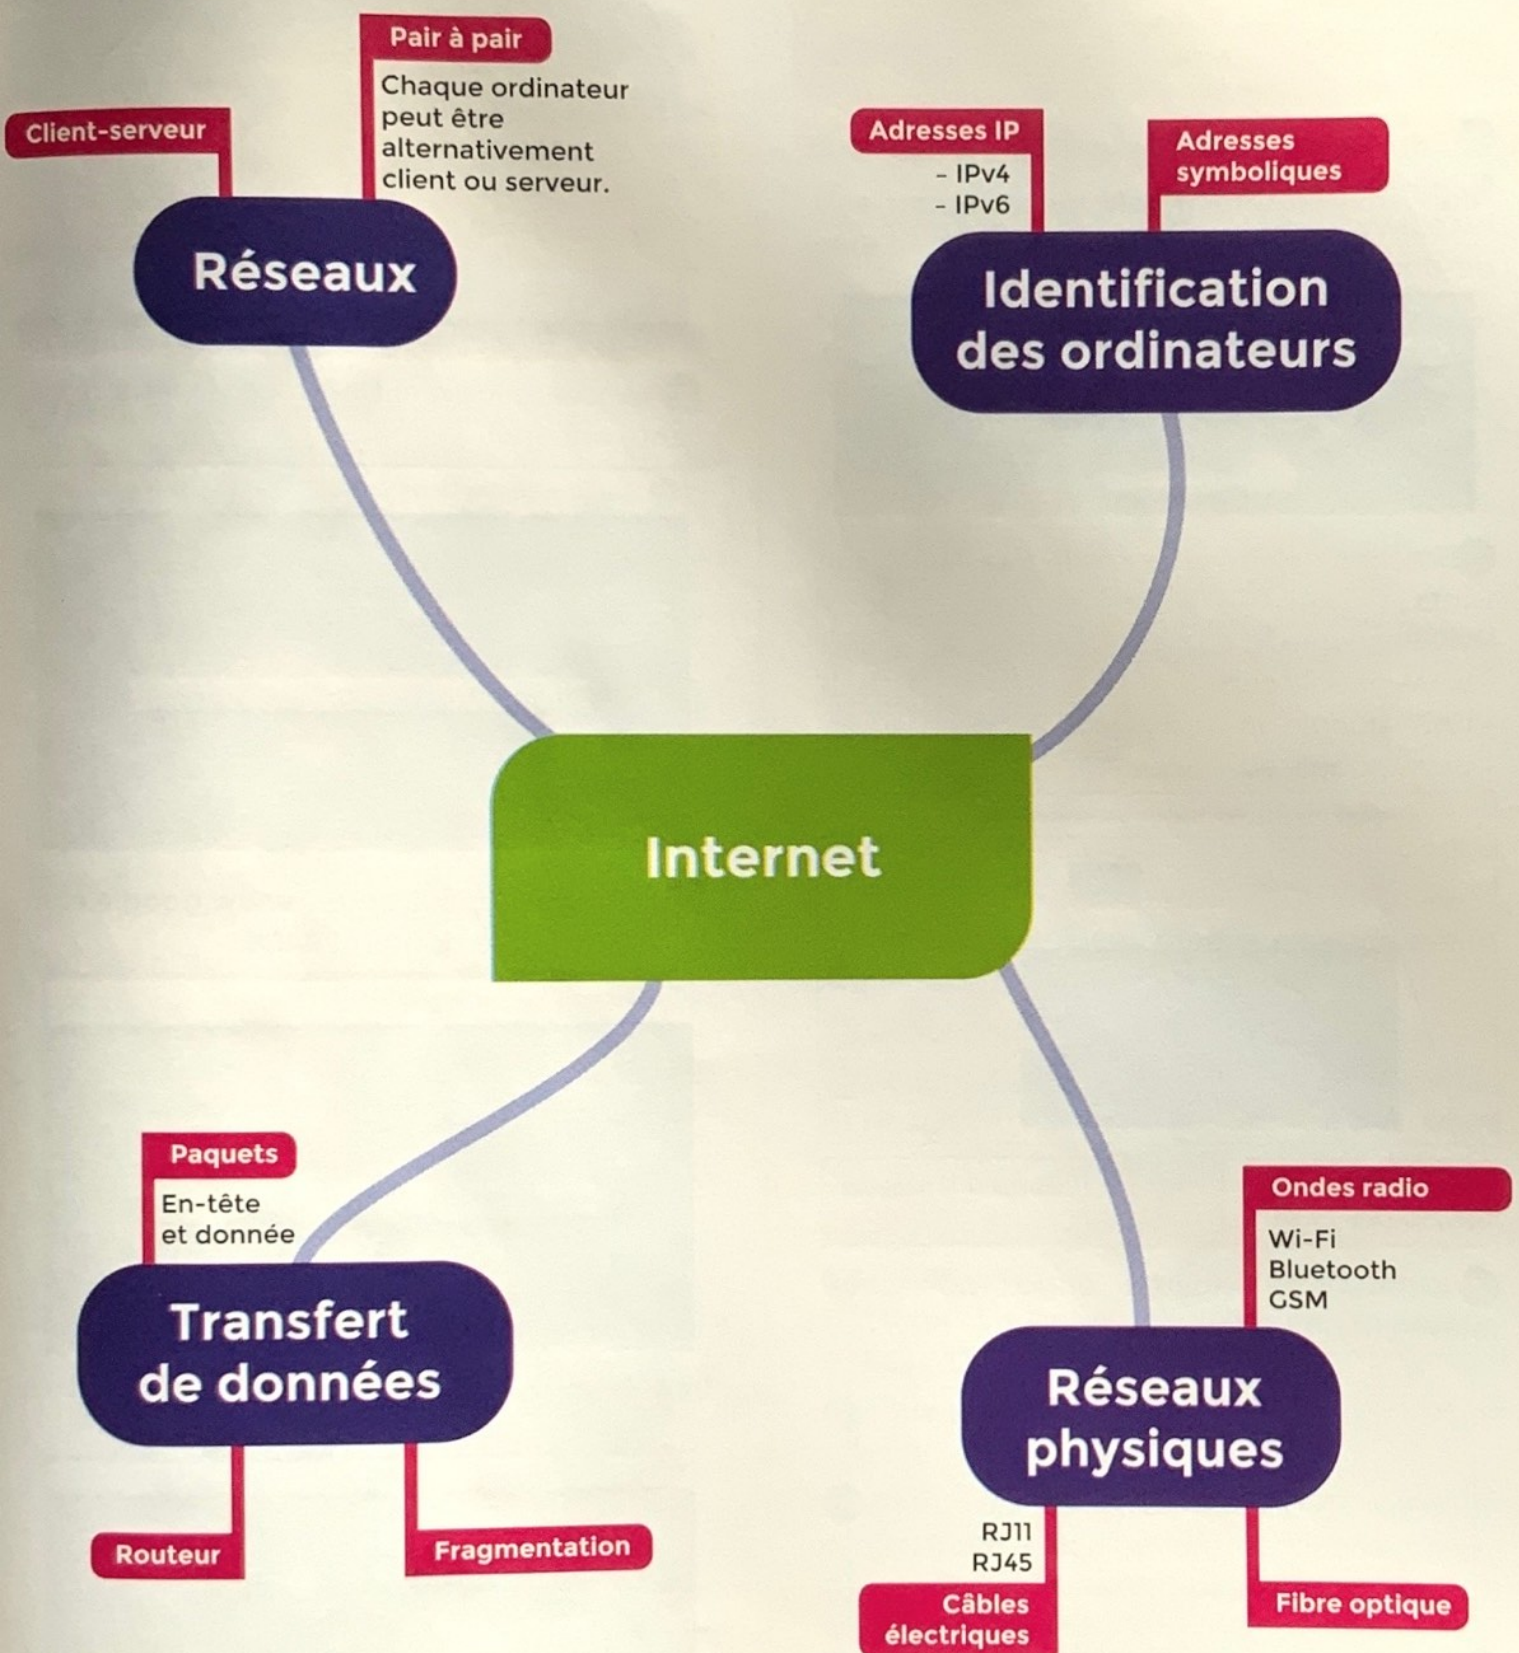 Pair à pair
Chaque ordinateur
peut être
alternativement
client ou serveur.
Client-serveur
Réseaux
Adresses IP
- IPv4
- IPv6
Adresses
symboliques
Identification
des ordinateurs
Internet
Paquets
En-tête
et donnée
Transfert
de données
Routeur
Fragmentation
Ondes radio
Wi-Fi
Bluetooth
GSM
Réseaux
physiques
RJ11
RJ45
Câbles
électriques
Fibre optique